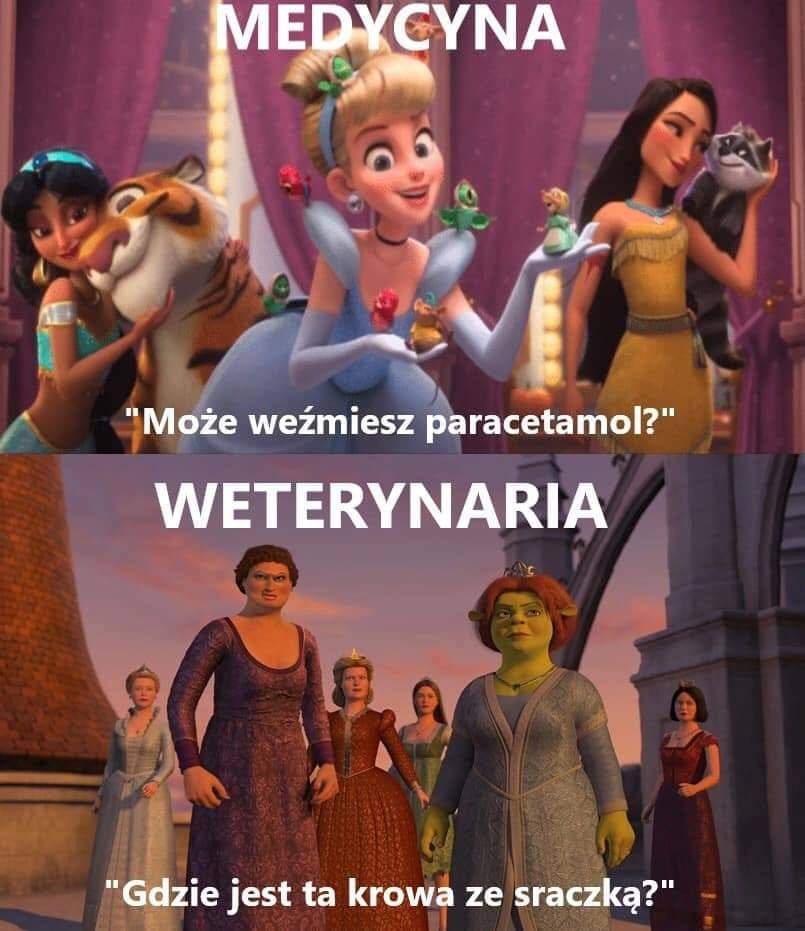 MEDYCYNA
"Może weźmiesz paracetamol?"
WETERYNARIA
"Gdzie jest ta krowa ze sraczką?"